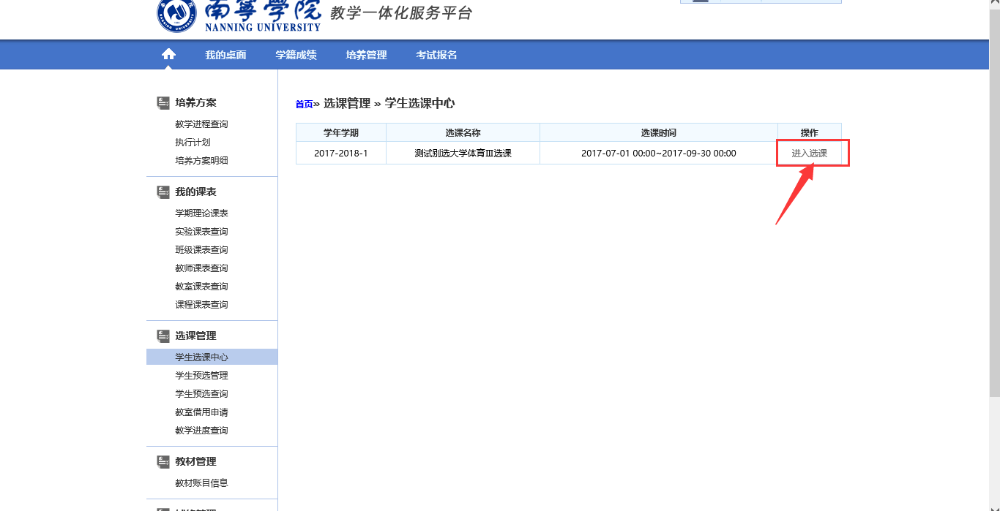 南寧學院 教学一体化服务平台
NANNING UNIVERSITY
我的桌面 学籍成绩 培养管理 考试报名
培养方案
教学进程查询
执行计划
培养方案明细
我的课表
学期理论课表
实验课表查询
班级课表查询
教师课表查询
教室课表查询
课程课表查询
选课管理
学生选课中心
学生预选管理
学生预选查询
教室借用申请
教学进度查询
教材管理
教材账目信息
首页» 选课管理 » 学生选课中心
学年学期 选课名称 选课时间 操作
2017-2018-1 测试别选大学体育Ⅲ选课 2017-07-01 00:00~2017-09-30 00:00 进入选课